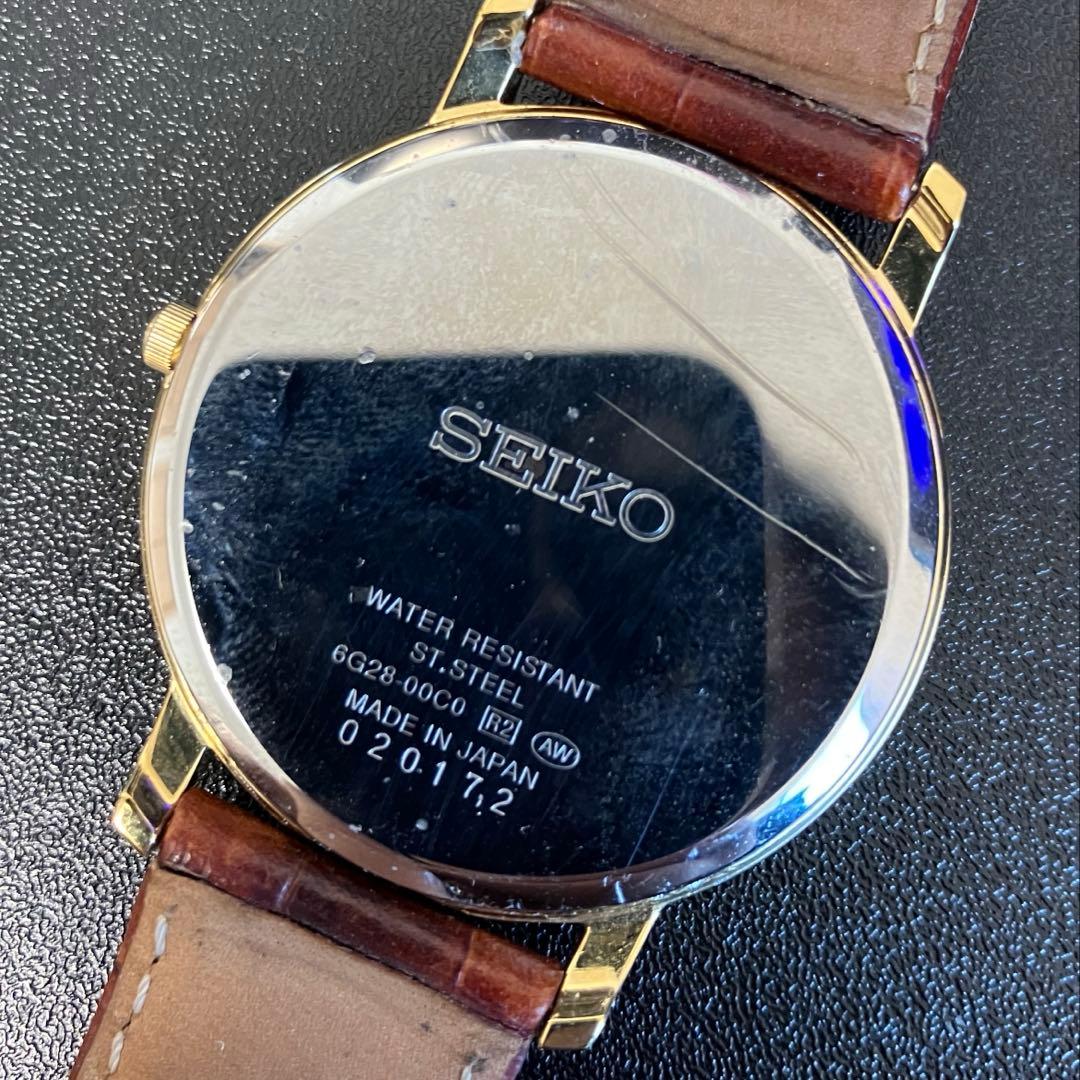 SEIKO
WATER RESISTANT
ST.STEEL
6G28-00C0 R2 AW
MADE IN JAPAN
020172